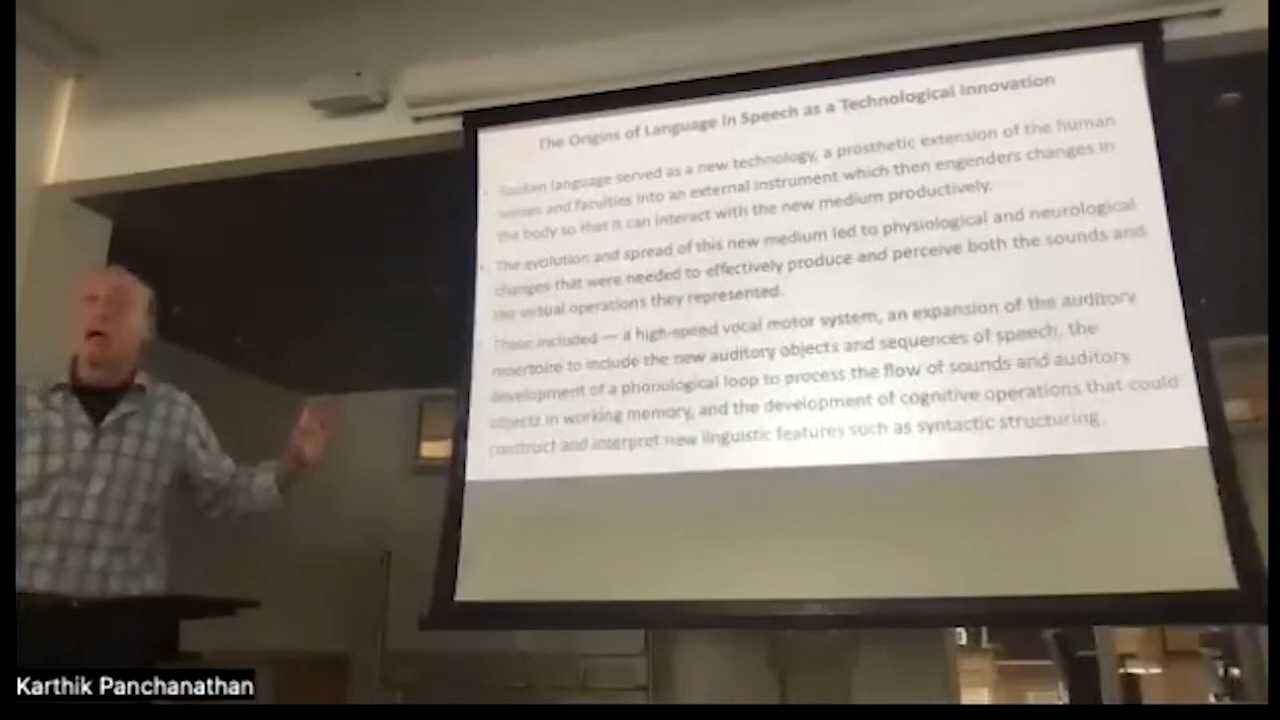 The Origins of Language in Speech as a Technological Innovation
• Spoken language served as a new technology, a prosthetic extension of the human
senses and faculties into an external instrument which then engenders changes in
the body so that it can interact with the new medium productively.
• The evolution and spread of this new medium led to physiological and neurological
changes that were needed to effectively produce and perceive both the sounds and
the virtual operations they represented.
• These included — a high-speed vocal motor system, an expansion of the auditory
repertoire to include the new auditory objects and sequences of speech, the
development of a phonological loop to process the flow of sounds and auditory
objects in working memory, and the development of cognitive operations that could
construct and interpret new linguistic features such as syntactic structuring.
Karthik Panchanathan